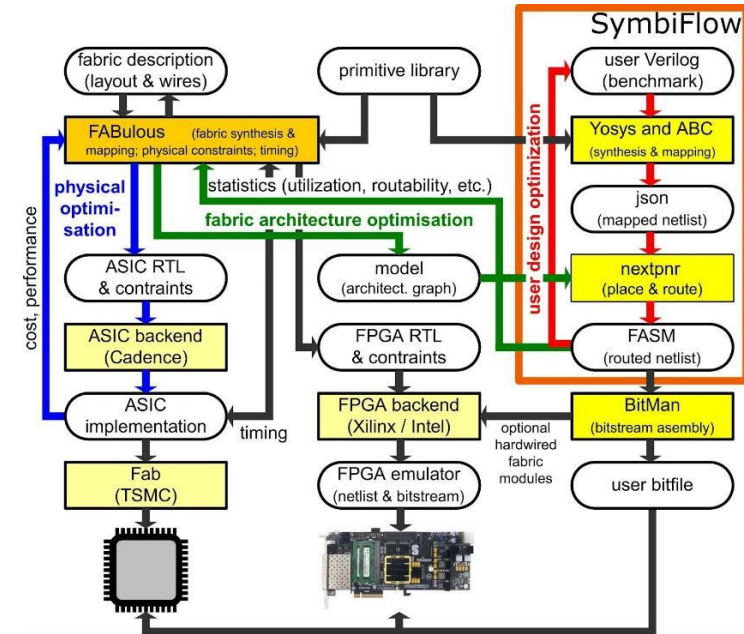 SymbiFlow
fabric description
(layout & wires)
primitive library
user Verilog
(benchmark)
FABulous (fabric synthesis &
mapping; physical constraints; timing)
Yosys and ABC
(synthesis & mapping)
physical
optimi-
sation
statistics (utilization, routability, etc.)
fabric architecture optimisation
user design optimization
json
(mapped netlist)
cost, performance
ASIC RTL
& contraints
model
(architect. graph)
nextpnr
(place & route)
ASIC backend
(Cadence)
FPGA RTL
& contraints
FASM
(routed netlist)
ASIC
implementation
timing
FPGA backend
(Xilinx / Intel)
optional
hardwired
fabric
modules
BitMan
(bitstream asembly)
Fab
(TSMC)
FPGA emulator
(netlist & bitstream)
user bitfile